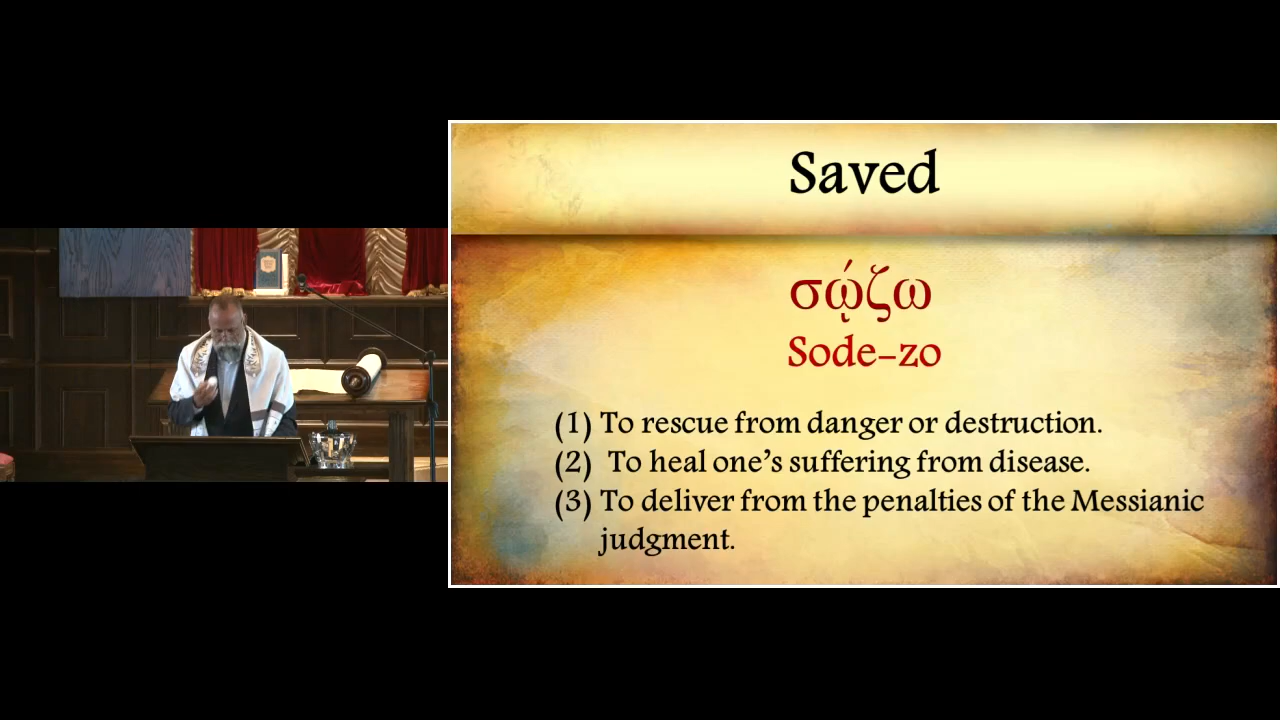 Saved
σῴζω
Sode-zo
(1) To rescue from danger or destruction.
(2) To heal one’s suffering from disease.
(3) To deliver from the penalties of the Messianic
judgment.